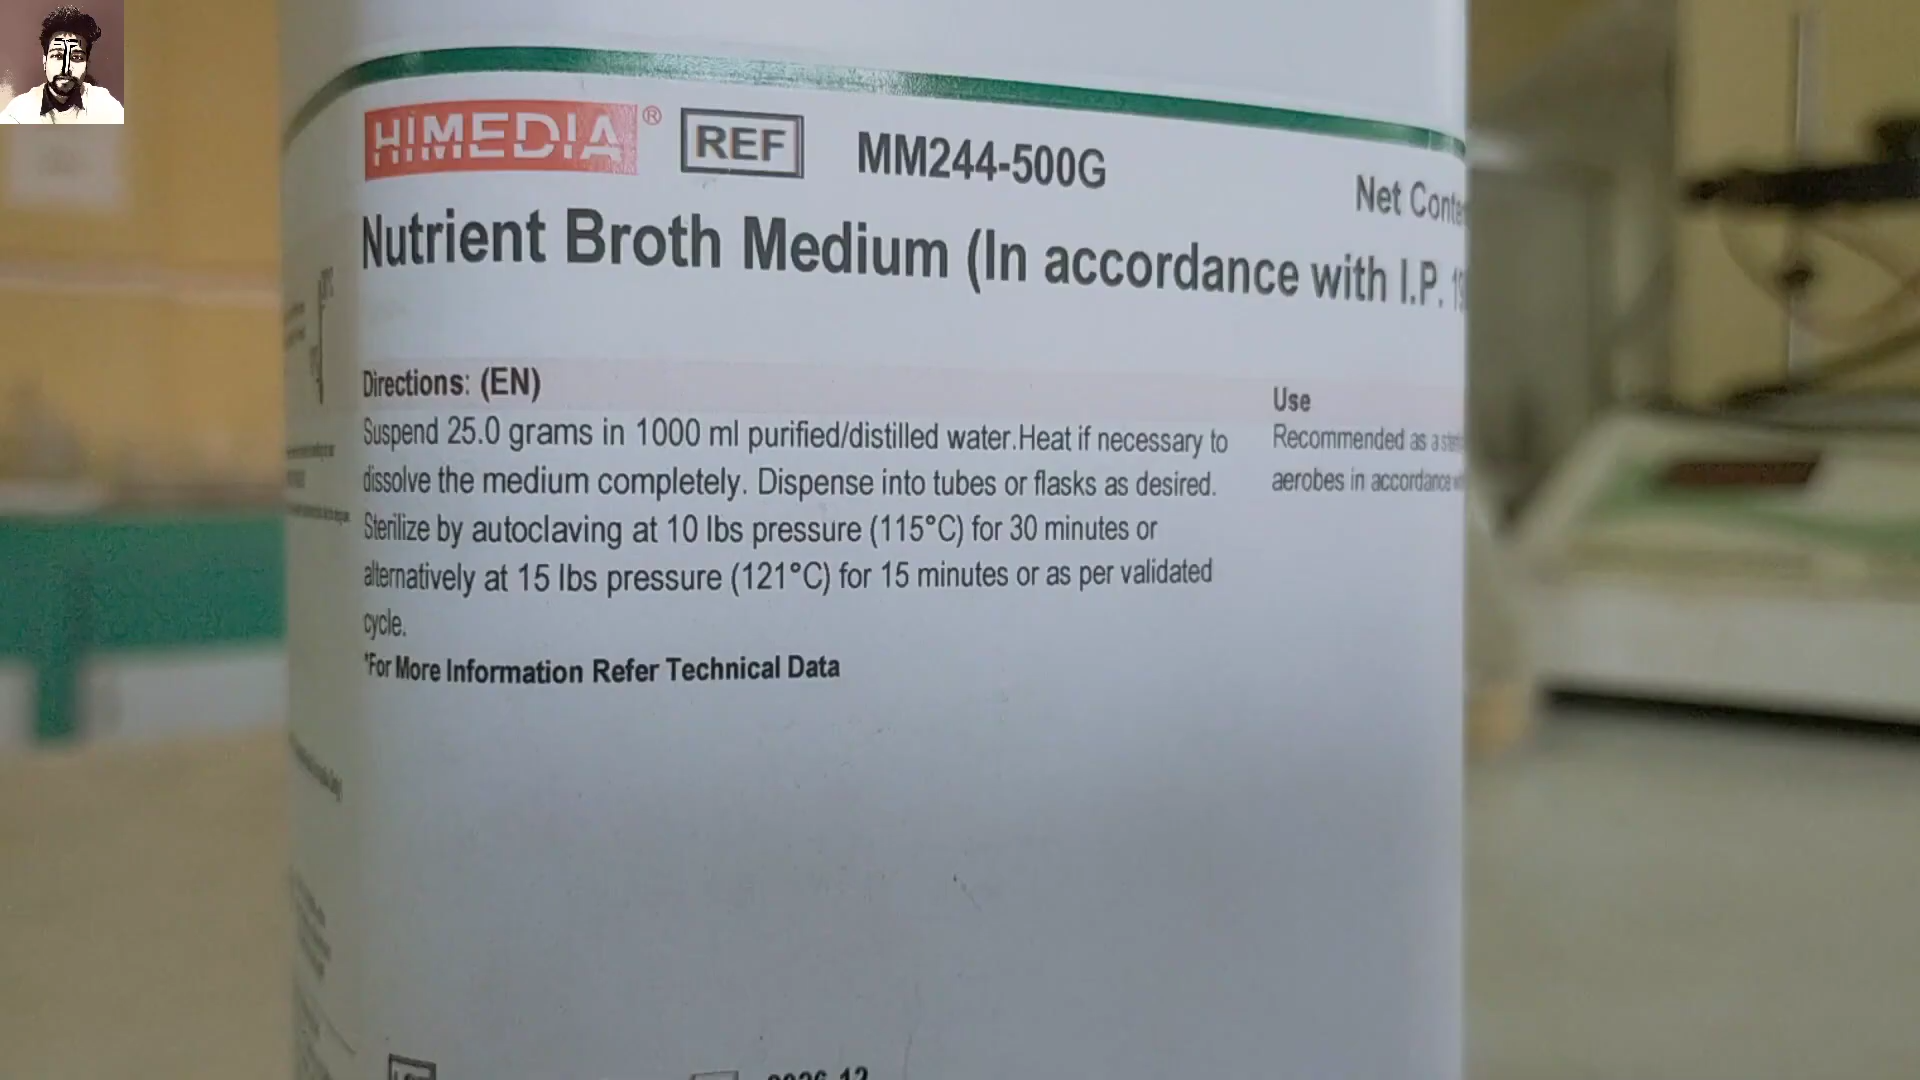 HIMEDIA® REF MM244-500G
Net
Nutrient Broth Medium (In accordance with I.P.
Directions: (EN)
Suspend 25.0 grams in 1000 ml purified/distilled water.Heat if necessary to
dissolve the medium completely. Dispense into tubes or flasks as desired.
Sterilize by autoclaving at 10 lbs pressure (115°C) for 30 minutes or
alternatively at 15 lbs pressure (121°C) for 15 minutes or as per validated
cycle.
*For More Information Refer Technical Data
Use
Recommended as a
aerobes in accordance